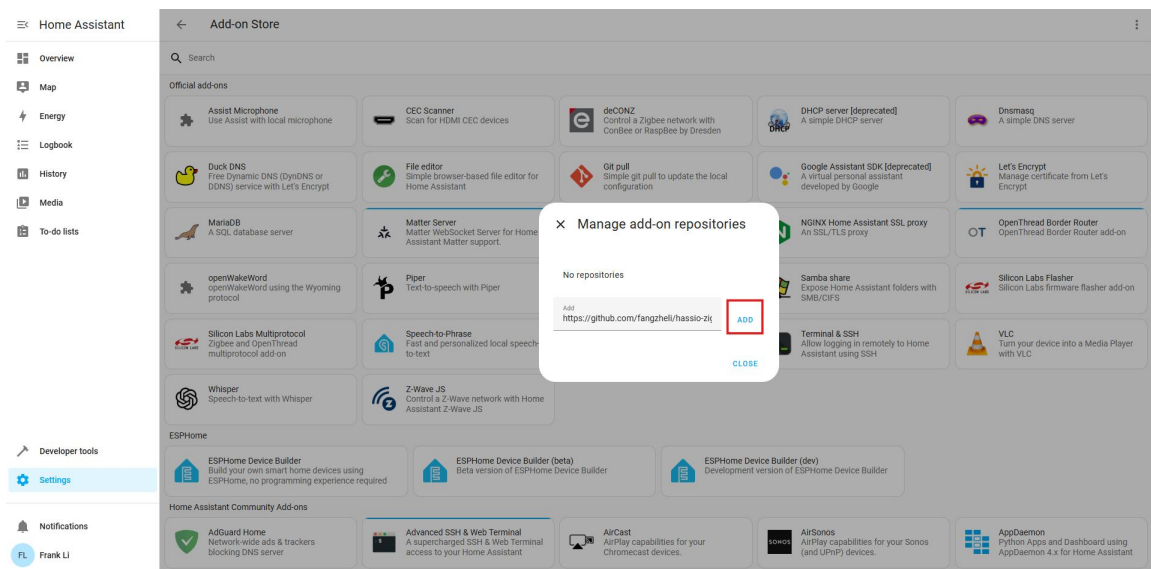 Home Assistant
Add-on Store
Overview
Map
Energy
Logbook
History
Media
To-do lists
Developer tools
Settings
Notifications
FL
Frank Li
Search
Official add-ons
Assist Microphone
Use Assist with local microphone
CEC Scanner
Scan for HDMI CEC devices
deCONZ
Control a Zigbee network with
ConBee or RaspBee by Dresden
DHCP
DHCP server [deprecated]
A simple DHCP server
Dnsmasq
A simple DNS server
Duck DNS
Free Dynamic DNS (DynDNS or
DDNS) service with Let's Encrypt
File editor
Simple browser-based file editor for
Home Assistant
Git pull
Simple git pull to update the local
configuration
Google Assistant SDK [deprecated]
A virtual personal assistant
developed by Google
Let's Encrypt
Manage certificate from Let's
Encrypt
MariaDB
A SQL database server
Matter Server
Matter WebSocket Server for Home
Assistant Matter support.
NGINX Home Assistant SSL proxy
An SSL/TLS proxy
OT
OpenThread Border Router
OpenThread Border Router add-on
openWakeWord
openWakeWord using the Wyoming
protocol
Piper
Text-to-speech with Piper
Samba share
Expose Home Assistant folders with
SMB/CIFS
SILICON LABS
Silicon Labs Flasher
Silicon Labs firmware flasher add-on
SILICON LABS
Silicon Labs Multiprotocol
Zigbee and OpenThread
multiprotocol add-on
Speech-to-Phrase
Fast and personalized local speech-
to-text
Terminal & SSH
Allow logging in remotely to Home
Assistant using SSH
VLC
Turn your device into a Media Player
with VLC
Whisper
Speech-to-text with Whisper
Z-Wave JS
Control a Z-Wave network with Home
Assistant Z-Wave JS
Manage add-on repositories
No repositories
Add
https://github.com/fangzheli/hassio-zig
ADD
CLOSE
ESPHome
ESPHome Device Builder
Build your own smart home devices using
ESPHome, no programming experience required
ESPHome Device Builder (beta)
Beta version of ESPHome Device Builder
ESPHome Device Builder (dev)
Development version of ESPHome Device Builder
Home Assistant Community Add-ons
AdGuard Home
Network-wide ads & trackers
blocking DNS server
Advanced SSH & Web Terminal
A supercharged SSH & Web Terminal
access to your Home Assistant
AirCast
AirPlay capabilities for your
Chromecast devices.
SONOS
AirSonos
AirPlay capabilities for your Sonos
(and UPnP) devices.
AppDaemon
Python Apps and Dashboard using
AppDaemon 4.x for Home Assistant